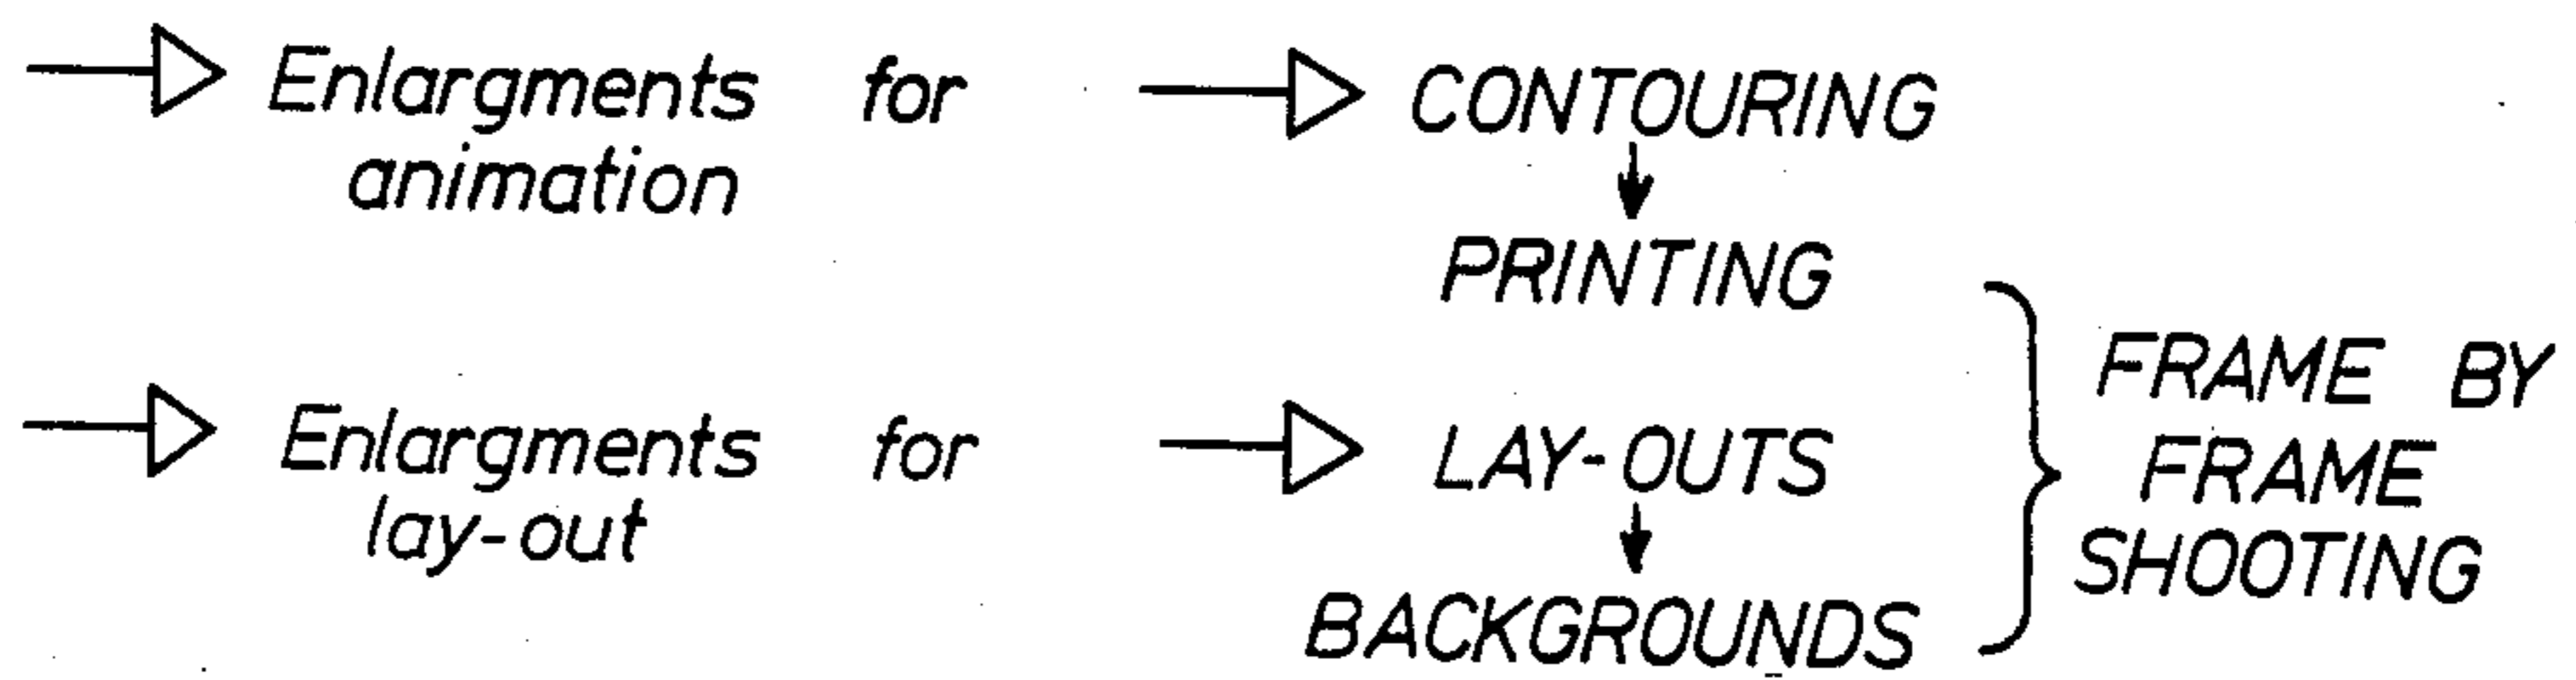 Enlargments for
animation
CONTOURING
PRINTING
Enlargments for
lay-out
LAY-OUTS
BACKGROUNDS
FRAME BY
FRAME
SHOOTING